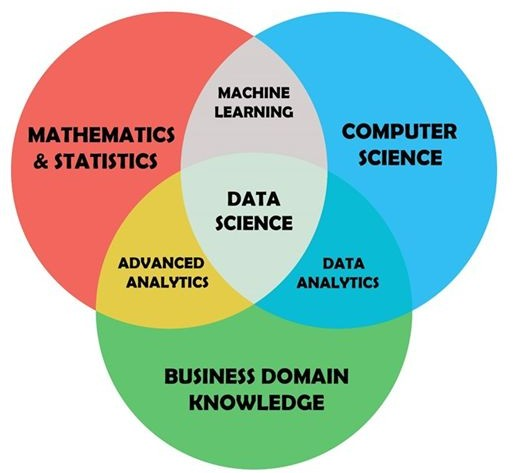 MACHINE
LEARNING
MATHEMATICS
& STATISTICS
COMPUTER
SCIENCE
DATA
SCIENCE
ADVANCED
ANALYTICS
DATA
ANALYTICS
BUSINESS DOMAIN
KNOWLEDGE